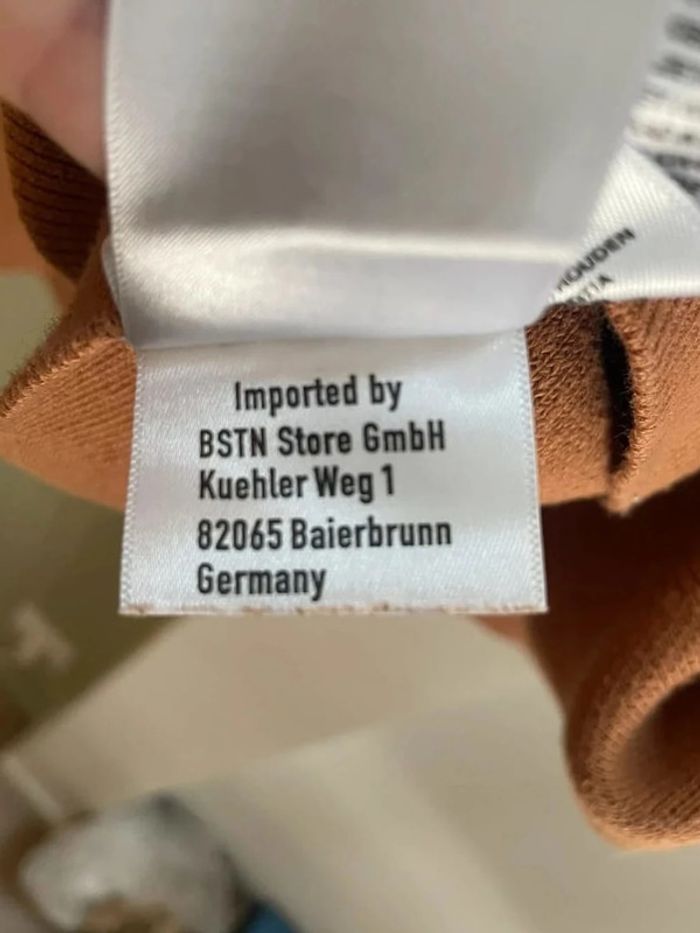 Imported by
BSTN Store GmbH
Kuehler Weg 1
82065 Baierbrunn
Germany